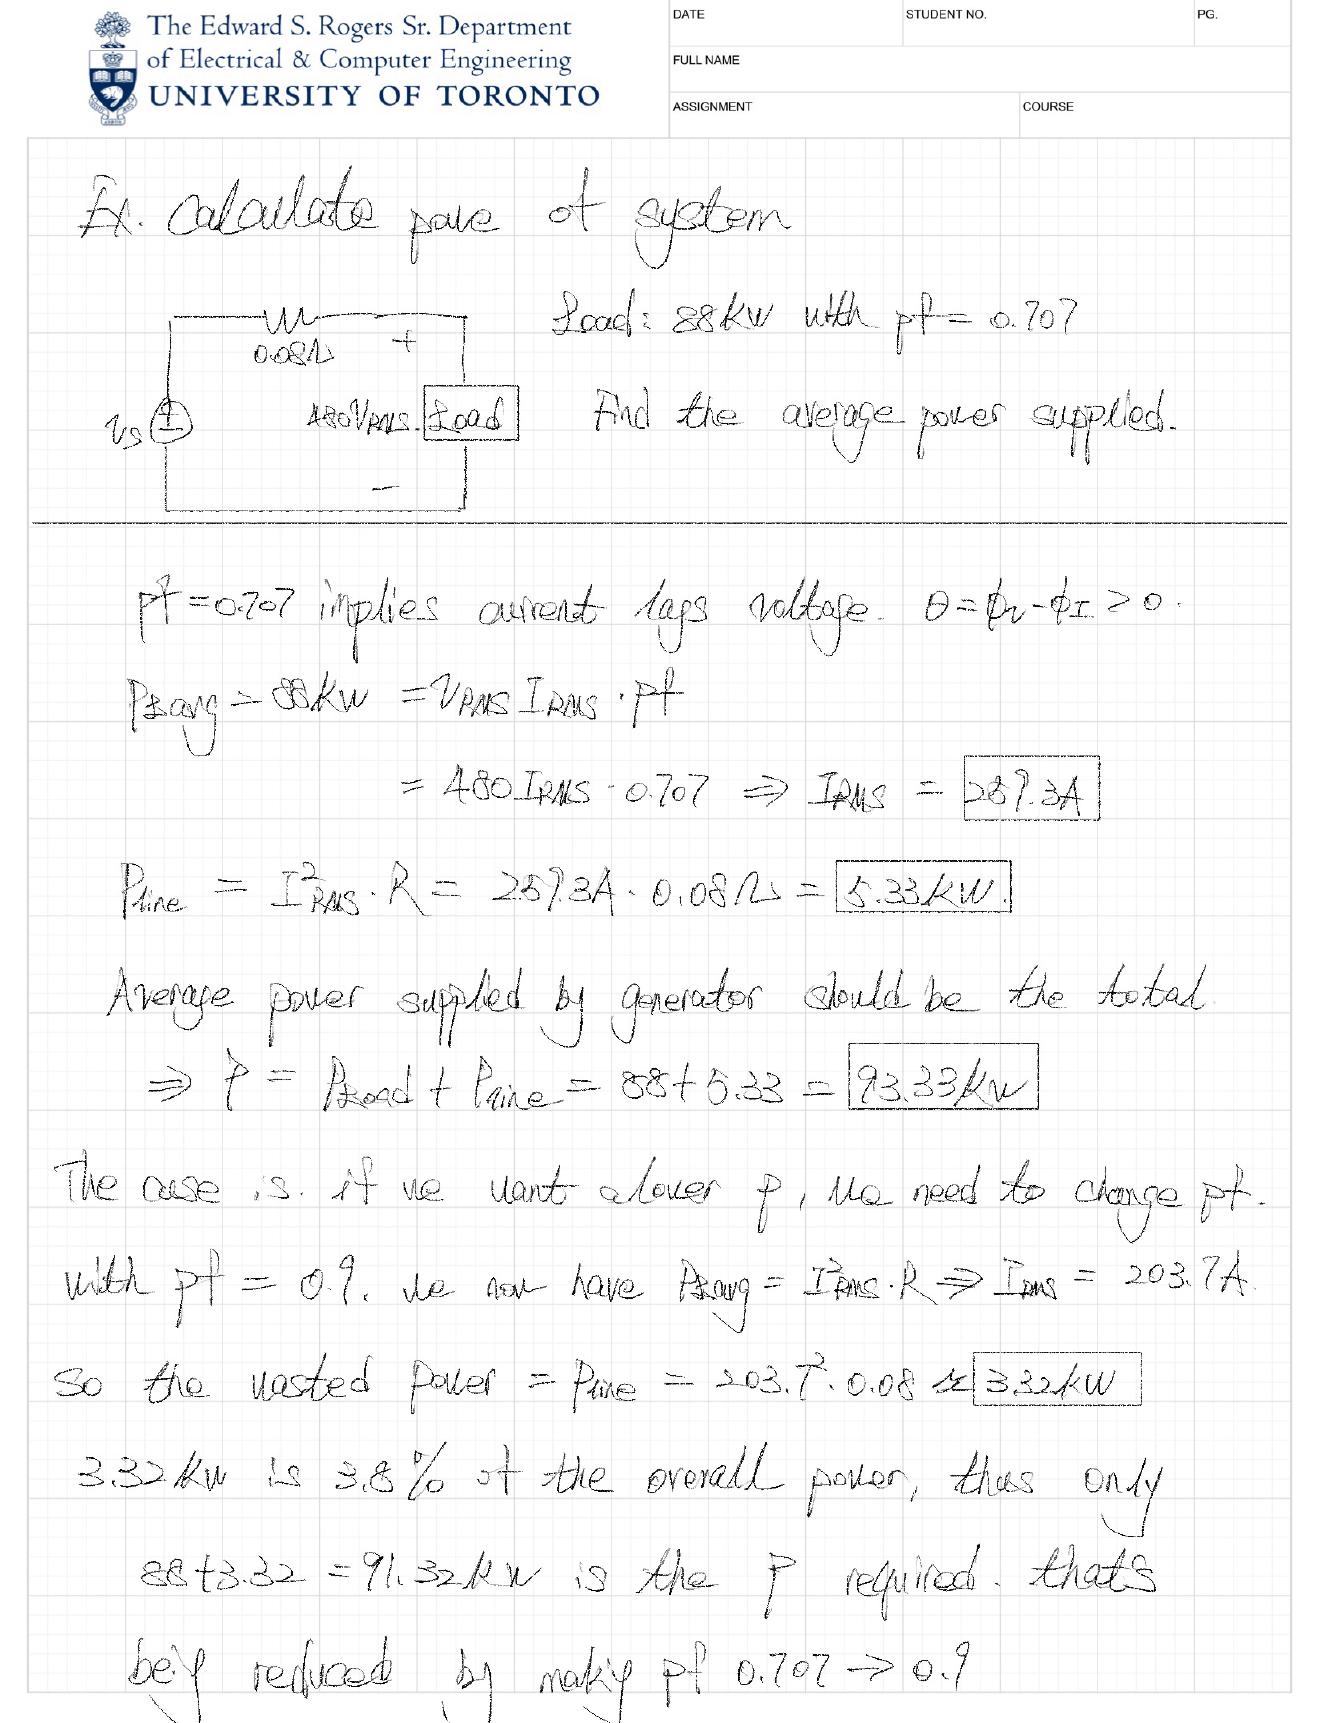 The Edward S. Rogers Sr. Department
of Electrical & Computer Engineering
UNIVERSITY OF TORONTO
DATE
STUDENT NO.
PG.
FULL NAME
ASSIGNMENT
COURSE
Ex. Calculate pave of system
Load: 88kW with pf = 0.707
0.08Ω
+
Vs
480VRMS.
Load
Find the average power supplied.
−
pf = 0.707 implies current lags voltage. θ = ϕv - ϕI > 0.
PLavg = 88kW = VRMS IRMS · pf
= 480 IRMS · 0.707 ⇒ IRMS = 259.3A
Pline = I²RMS · R = 259.3A · 0.08Ω = 5.33kW.
Average power supplied by generator should be the total
⇒ P = PLoad + Pline = 88 + 5.33 = 93.33kW
The case is. if we want a lower P, we need to change pf.
with pf = 0.9. we now have PLavg = I²RMS · R ⇒ IRMS = 203.7A.
So the wasted power = Pline = 203.7² · 0.08 ≈ 3.32kW
3.32kW is 3.8% of the overall power, thus only
88+3.32 = 91.32kW is the P required. that's
beig reduced by makig pf 0.707 → 0.9